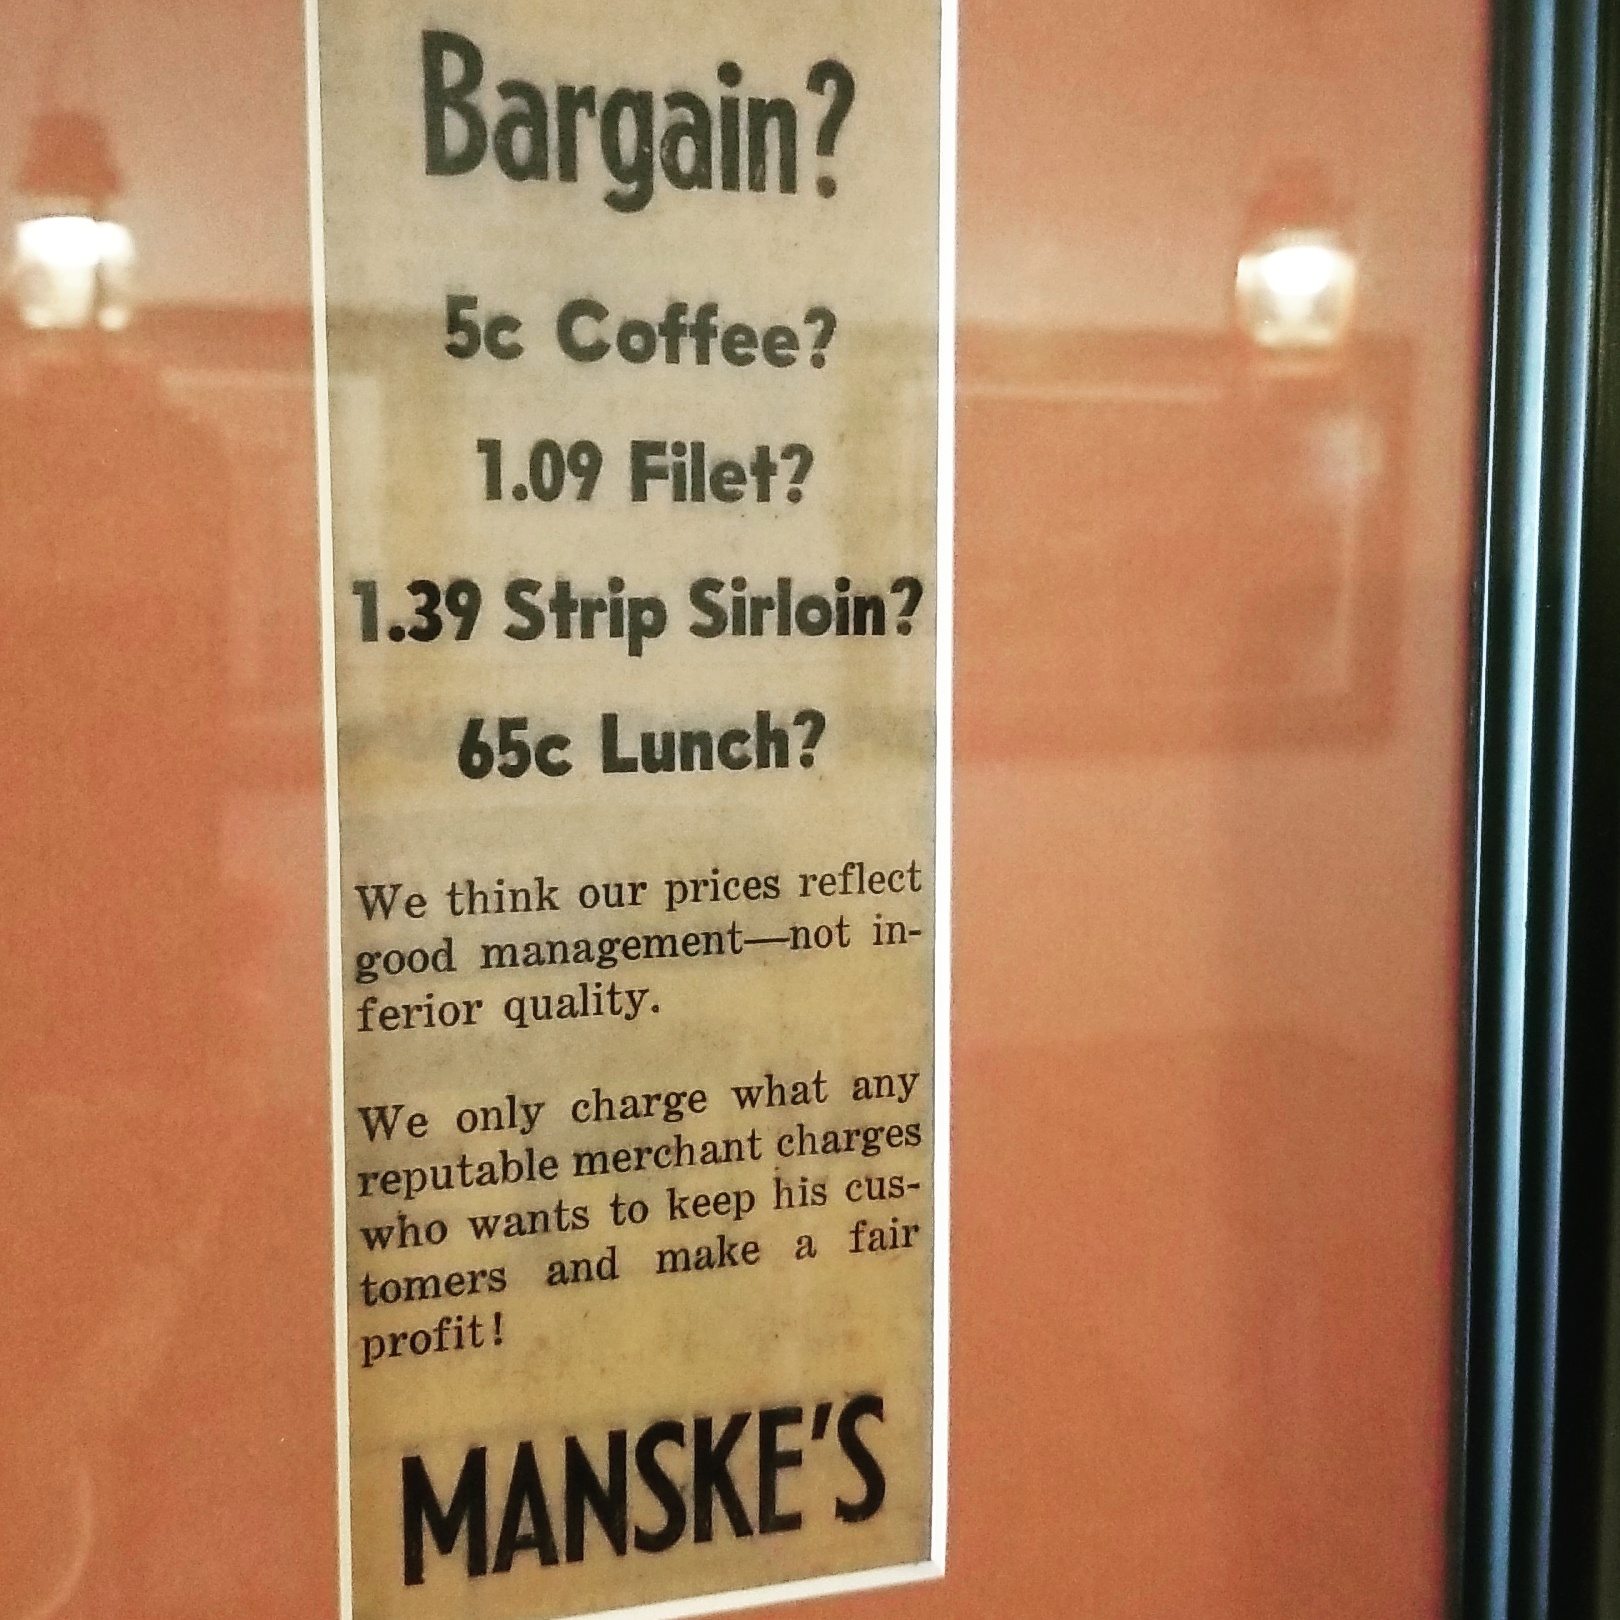 Bargain?
5c Coffee?
1.09 Filet?
1.39 Strip Sirloin?
65c Lunch?
We think our prices reflect
good management—not in-
ferior quality.
We only charge what any
reputable merchant charges
who wants to keep his cus-
tomers and make a fair
profit!
MANSKE'S